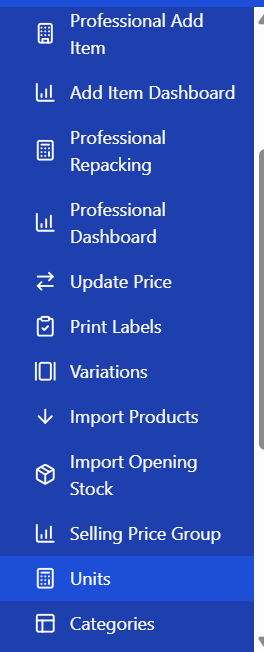 Professional Add
Item
Add Item Dashboard
Professional
Repacking
Professional
Dashboard
Update Price
Print Labels
Variations
Import Products
Import Opening
Stock
Selling Price Group
Units
Categories